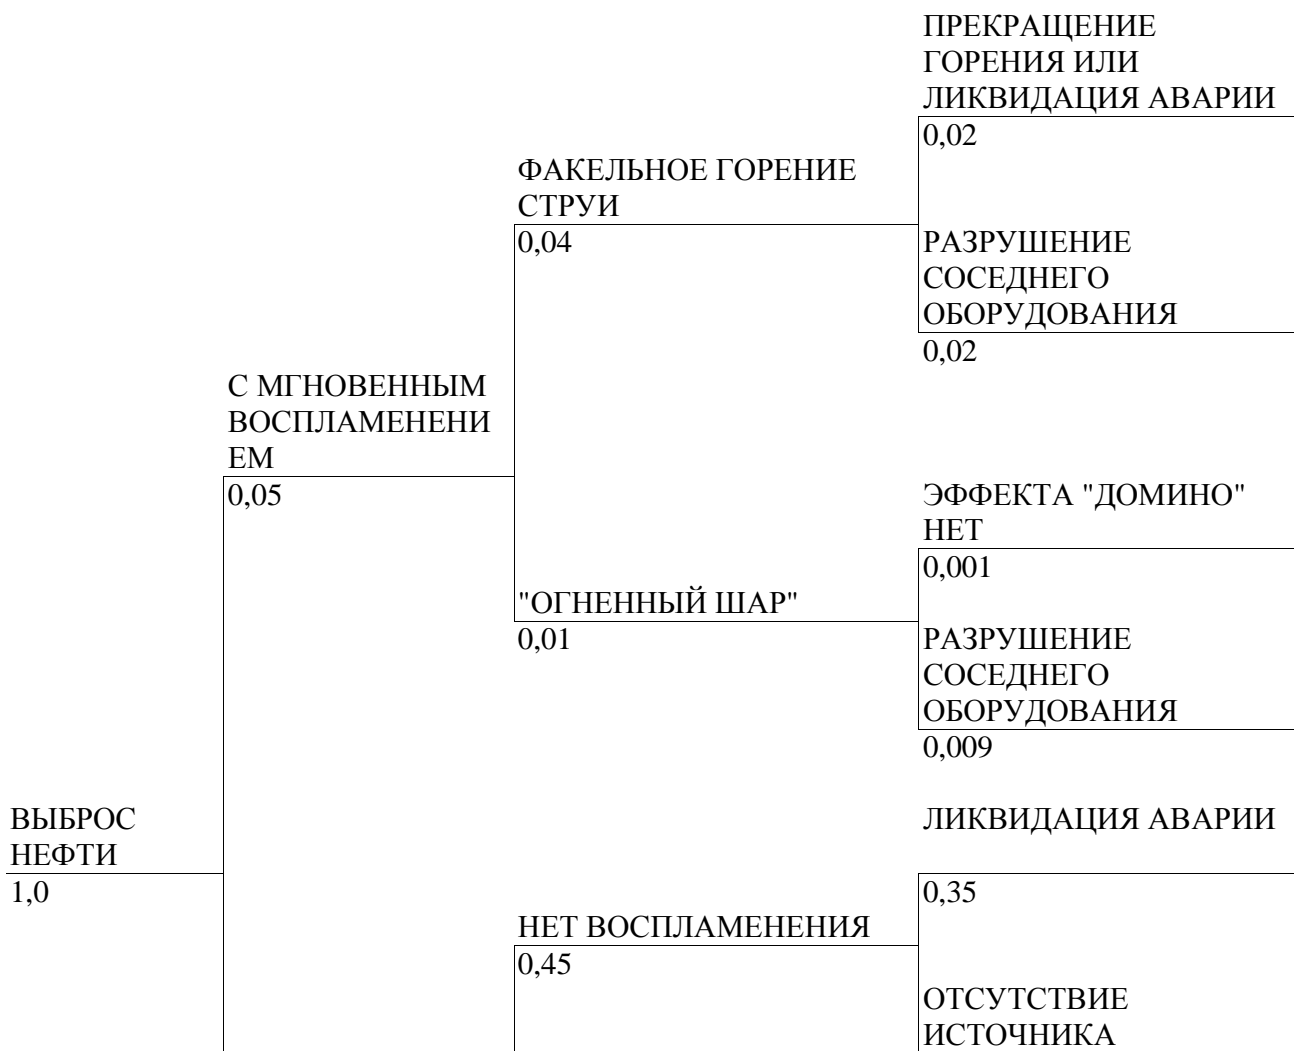 ПРЕКРАЩЕНИЕ
ГОРЕНИЯ ИЛИ
ЛИКВИДАЦИЯ АВАРИИ
0,02
ФАКЕЛЬНОЕ ГОРЕНИЕ
СТРУИ
0,04
РАЗРУШЕНИЕ
СОСЕДНЕГО
ОБОРУДОВАНИЯ
0,02
С МГНОВЕННЫМ
ВОСПЛАМЕНЕНИ
ЕМ
0,05
ЭФФЕКТА "ДОМИНО"
НЕТ
0,001
"ОГНЕННЫЙ ШАР"
0,01
РАЗРУШЕНИЕ
СОСЕДНЕГО
ОБОРУДОВАНИЯ
0,009
ВЫБРОС
НЕФТИ
1,0
ЛИКВИДАЦИЯ АВАРИИ
0,35
НЕТ ВОСПЛАМЕНЕНИЯ
0,45
ОТСУТСТВИЕ
ИСТОЧНИКА